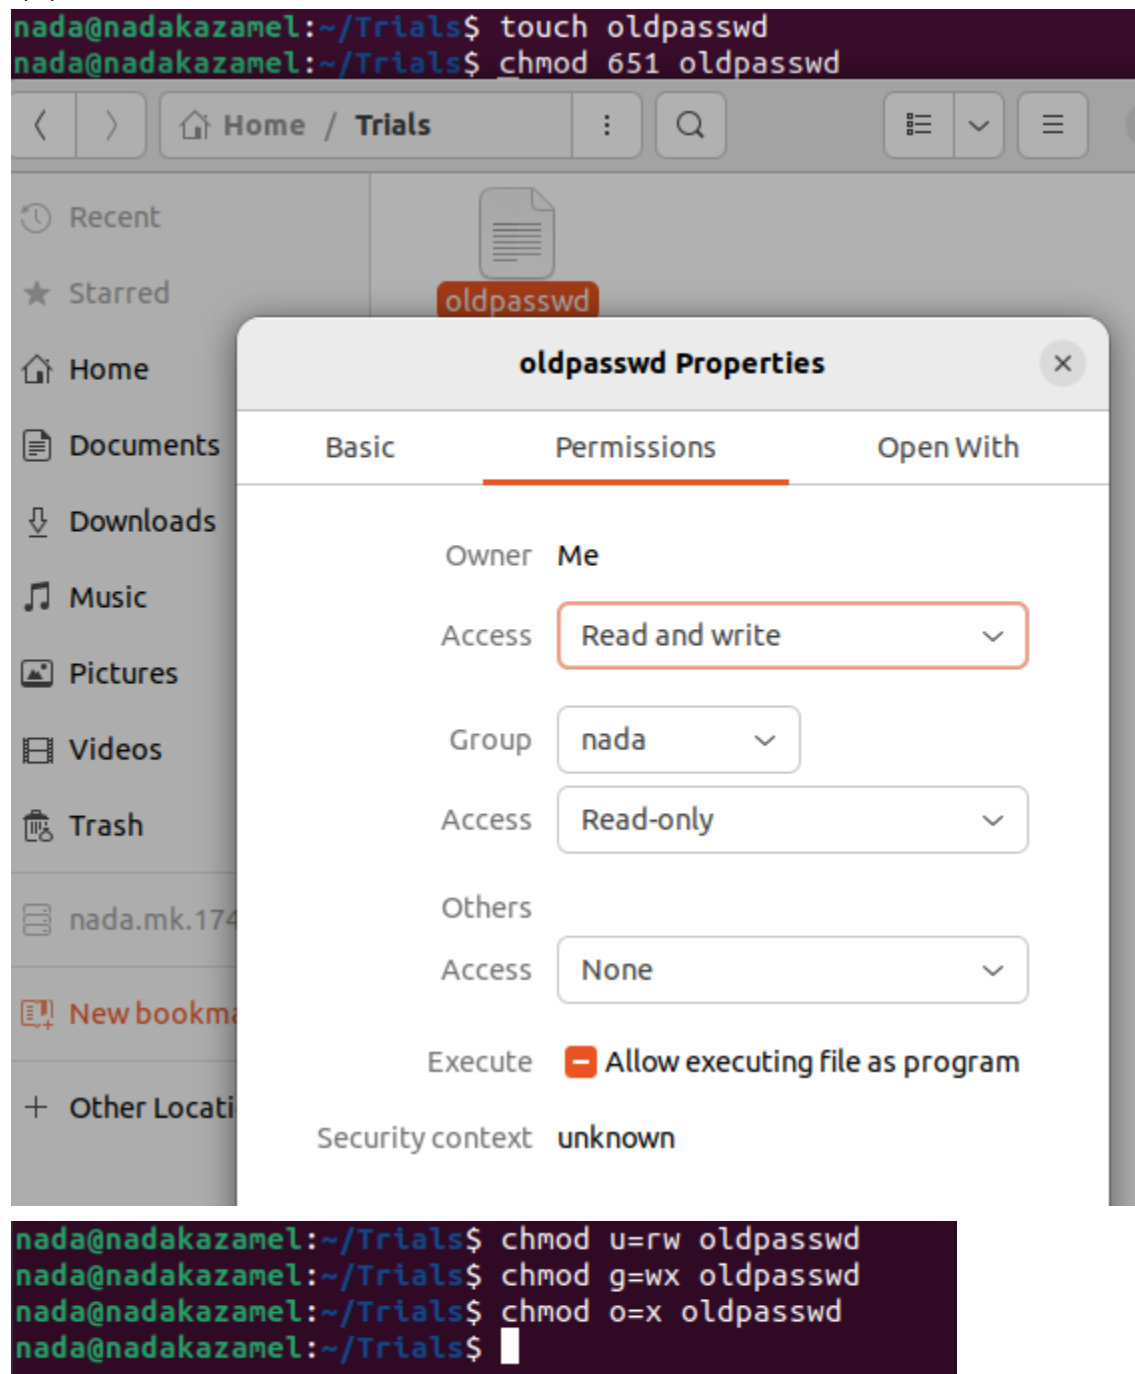 nada@nadakazamel:~/Trials$ touch oldpasswd
nada@nadakazamel:~/Trials$ chmod 651 oldpasswd
Home / Trials
Recent
Starred
oldpasswd
Home
Documents
Downloads
Music
Pictures
Videos
Trash
nada.mk.174
New bookma
Other Locati
oldpasswd Properties
Basic Permissions Open With
Owner Me
Access Read and write
Group nada
Access Read-only
Others
Access None
Execute Allow executing file as program
Security context unknown
nada@nadakazamel:~/Trials$ chmod u=rw oldpasswd
nada@nadakazamel:~/Trials$ chmod g=wx oldpasswd
nada@nadakazamel:~/Trials$ chmod o=x oldpasswd
nada@nadakazamel:~/Trials$